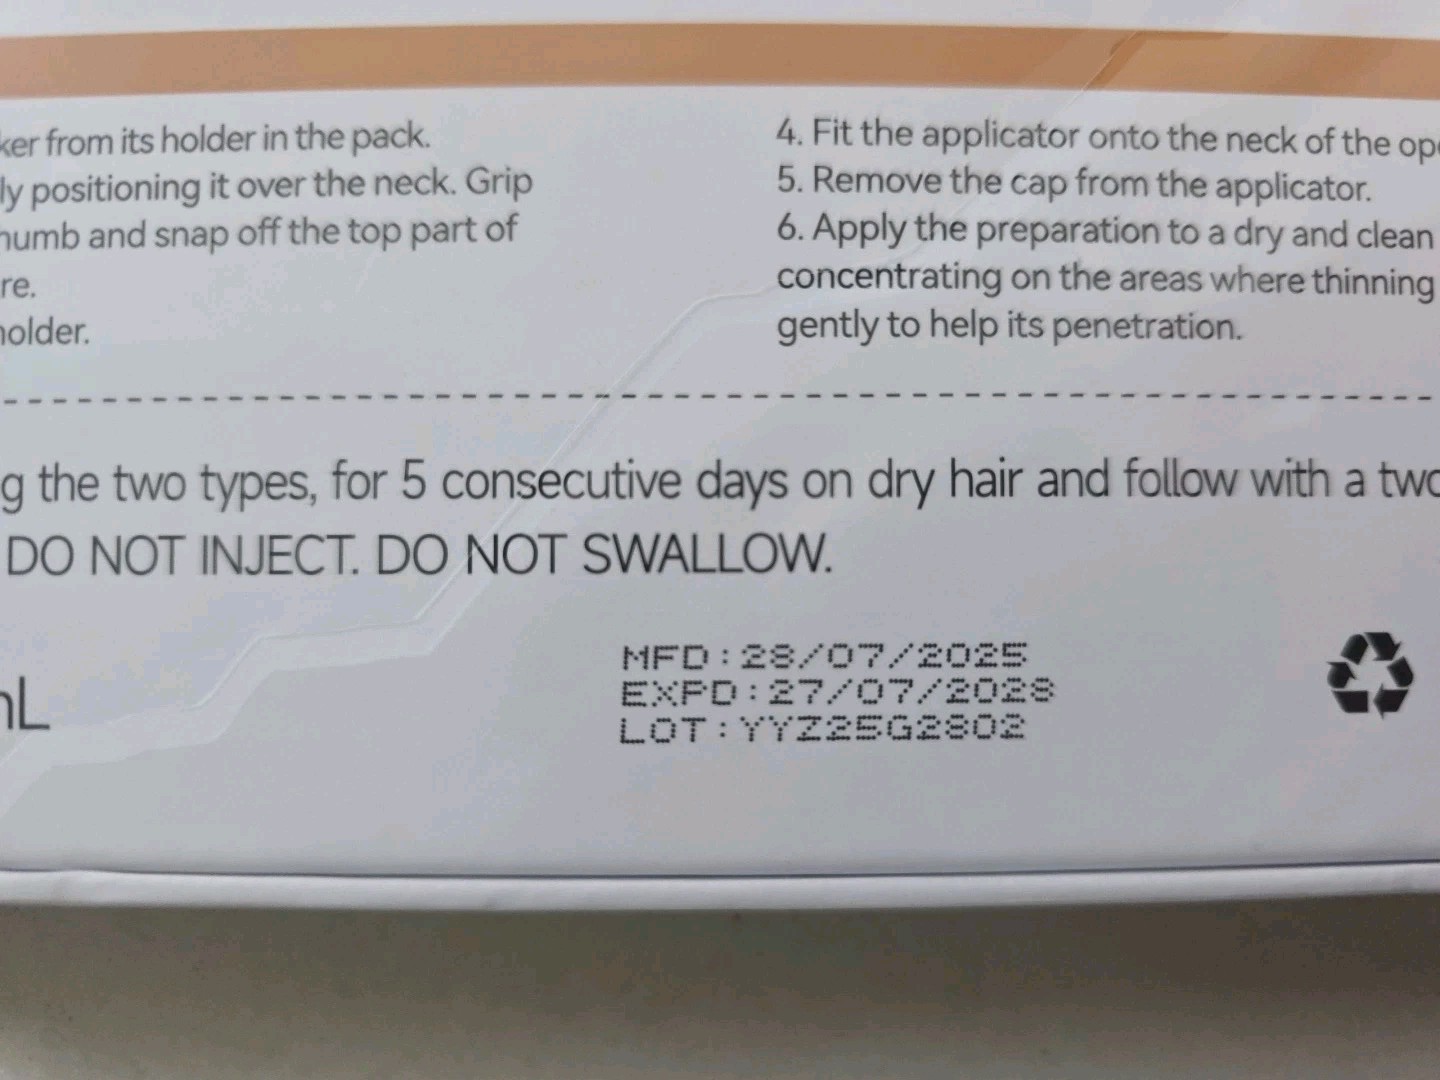 ker from its holder in the pack.
ly positioning it over the neck. Grip
humb and snap off the top part of
re.
holder.
4. Fit the applicator onto the neck of the op
5. Remove the cap from the applicator.
6. Apply the preparation to a dry and clean
concentrating on the areas where thinning
gently to help its penetration.
g the two types, for 5 consecutive days on dry hair and follow with a two
DO NOT INJECT. DO NOT SWALLOW.
mL
MFD:28/07/2025
EXPD:27/07/2028
LOT:YYZ25G2802